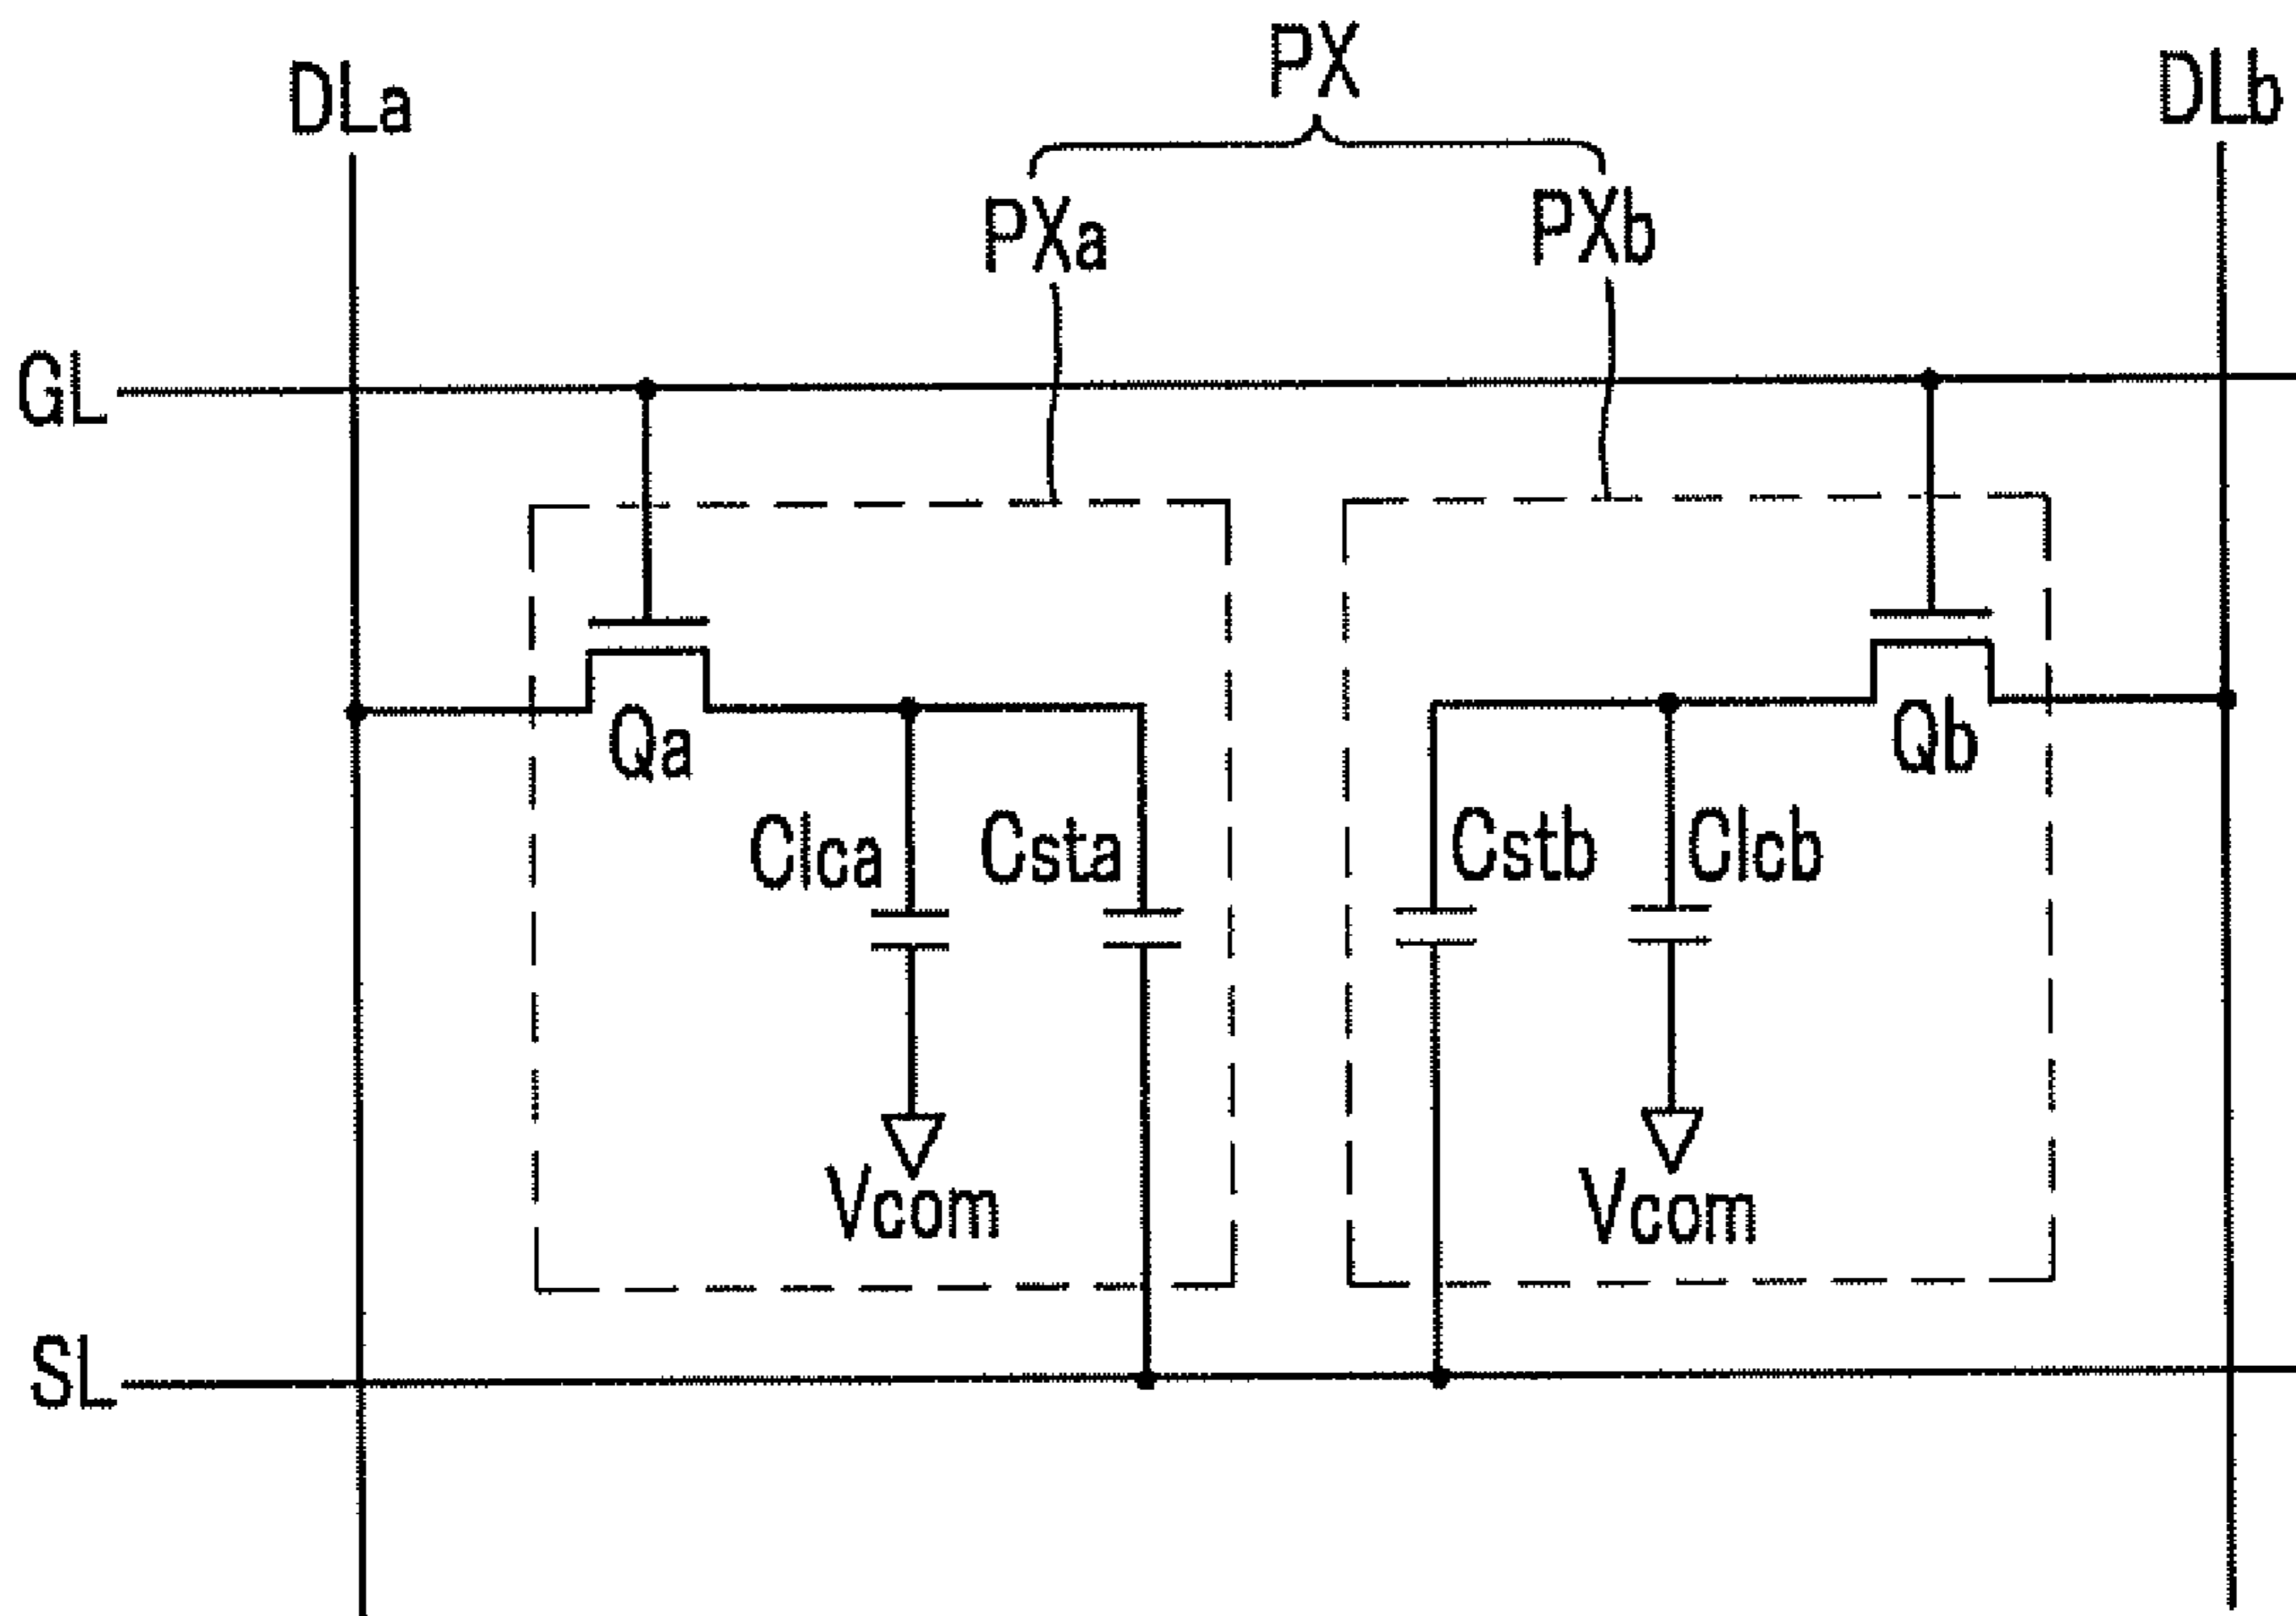 PX
DLa
DLb
PXa
PXb
GL
Qa
Qb
Clca
Csta
Cstb
Clcb
Vcom
Vcom
SL